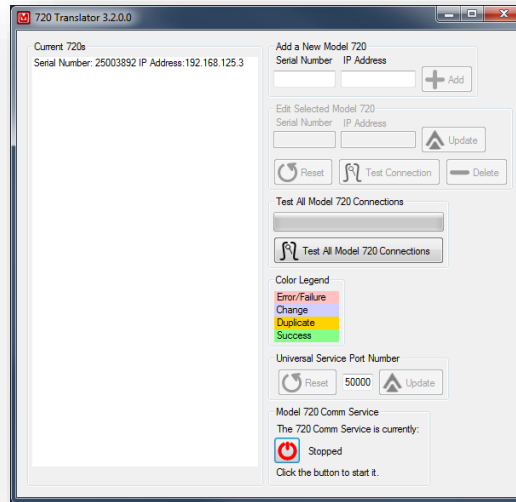 720 Translator 3.2.0.0
Current 720s
Serial Number: 25003892 IP Address:192.168.125.3
Add a New Model 720
Serial Number IP Address
Add
Edit Selected Model 720
Serial Number IP Address
Update
Reset Test Connection Delete
Test All Model 720 Connections
Test All Model 720 Connections
Color Legend
Error/Failure
Change
Duplicate
Success
Universal Service Port Number
Reset 50000 Update
Model 720 Comm Service
The 720 Comm Service is currently:
Stopped
Click the button to start it.